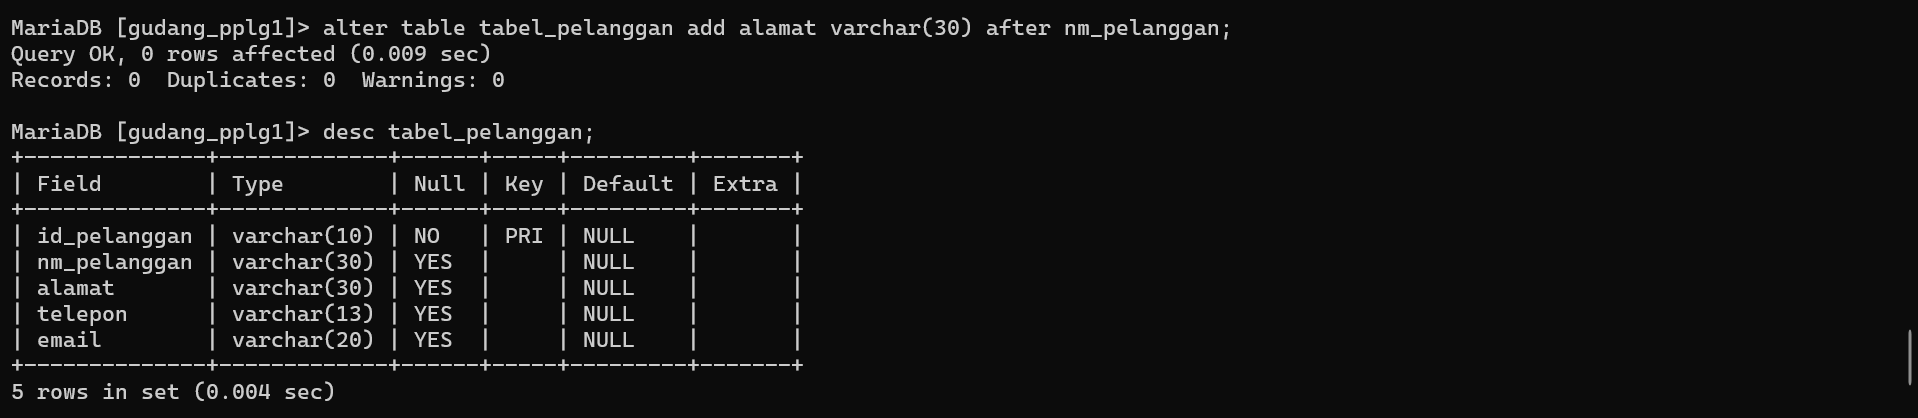 MariaDB [gudang_pplg1]> alter table tabel_pelanggan add alamat varchar(30) after nm_pelanggan;
Query OK, 0 rows affected (0.009 sec)
Records: 0  Duplicates: 0  Warnings: 0

MariaDB [gudang_pplg1]> desc tabel_pelanggan;
+--------------+-------------+------+-----+---------+-------+
| Field        | Type        | Null | Key | Default | Extra |
+--------------+-------------+------+-----+---------+-------+
| id_pelanggan | varchar(10) | NO   | PRI | NULL    |       |
| nm_pelanggan | varchar(30) | YES  |     | NULL    |       |
| alamat       | varchar(30) | YES  |     | NULL    |       |
| telepon      | varchar(13) | YES  |     | NULL    |       |
| email        | varchar(20) | YES  |     | NULL    |       |
+--------------+-------------+------+-----+---------+-------+
5 rows in set (0.004 sec)